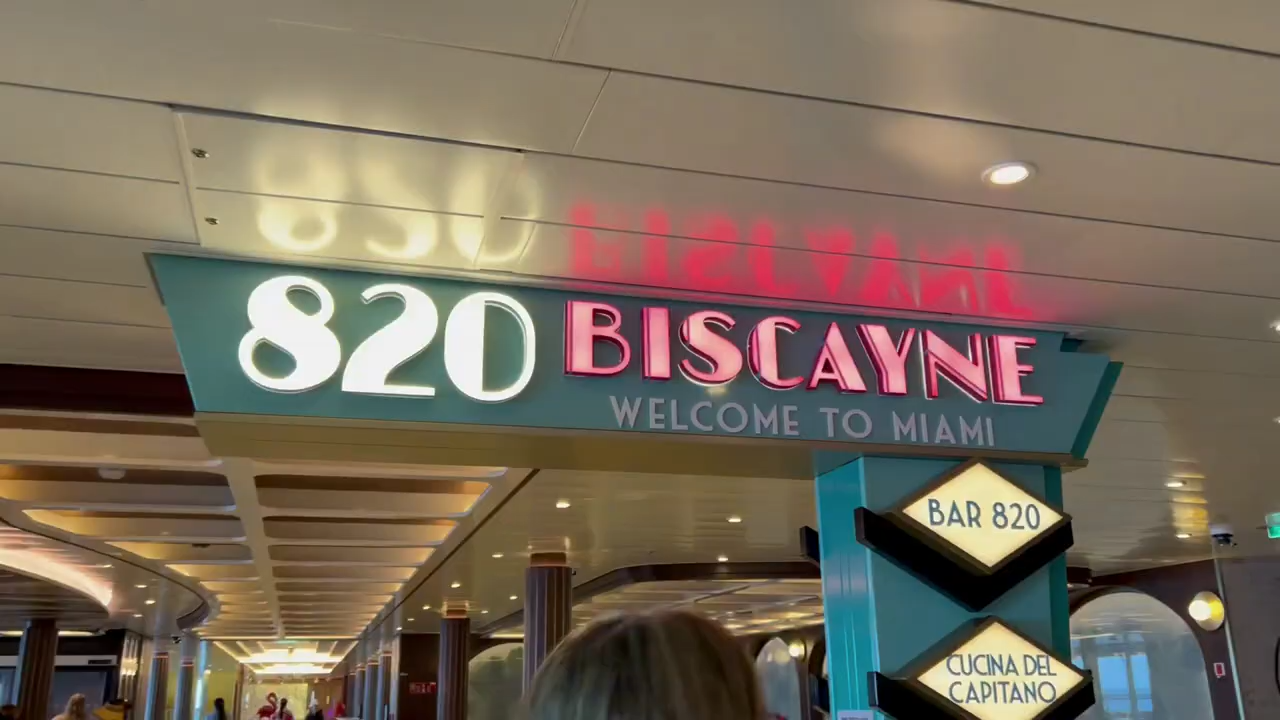 820 BISCAYNE
WELCOME TO MIAMI
BAR 820
CUCINA DEL
CAPITANO